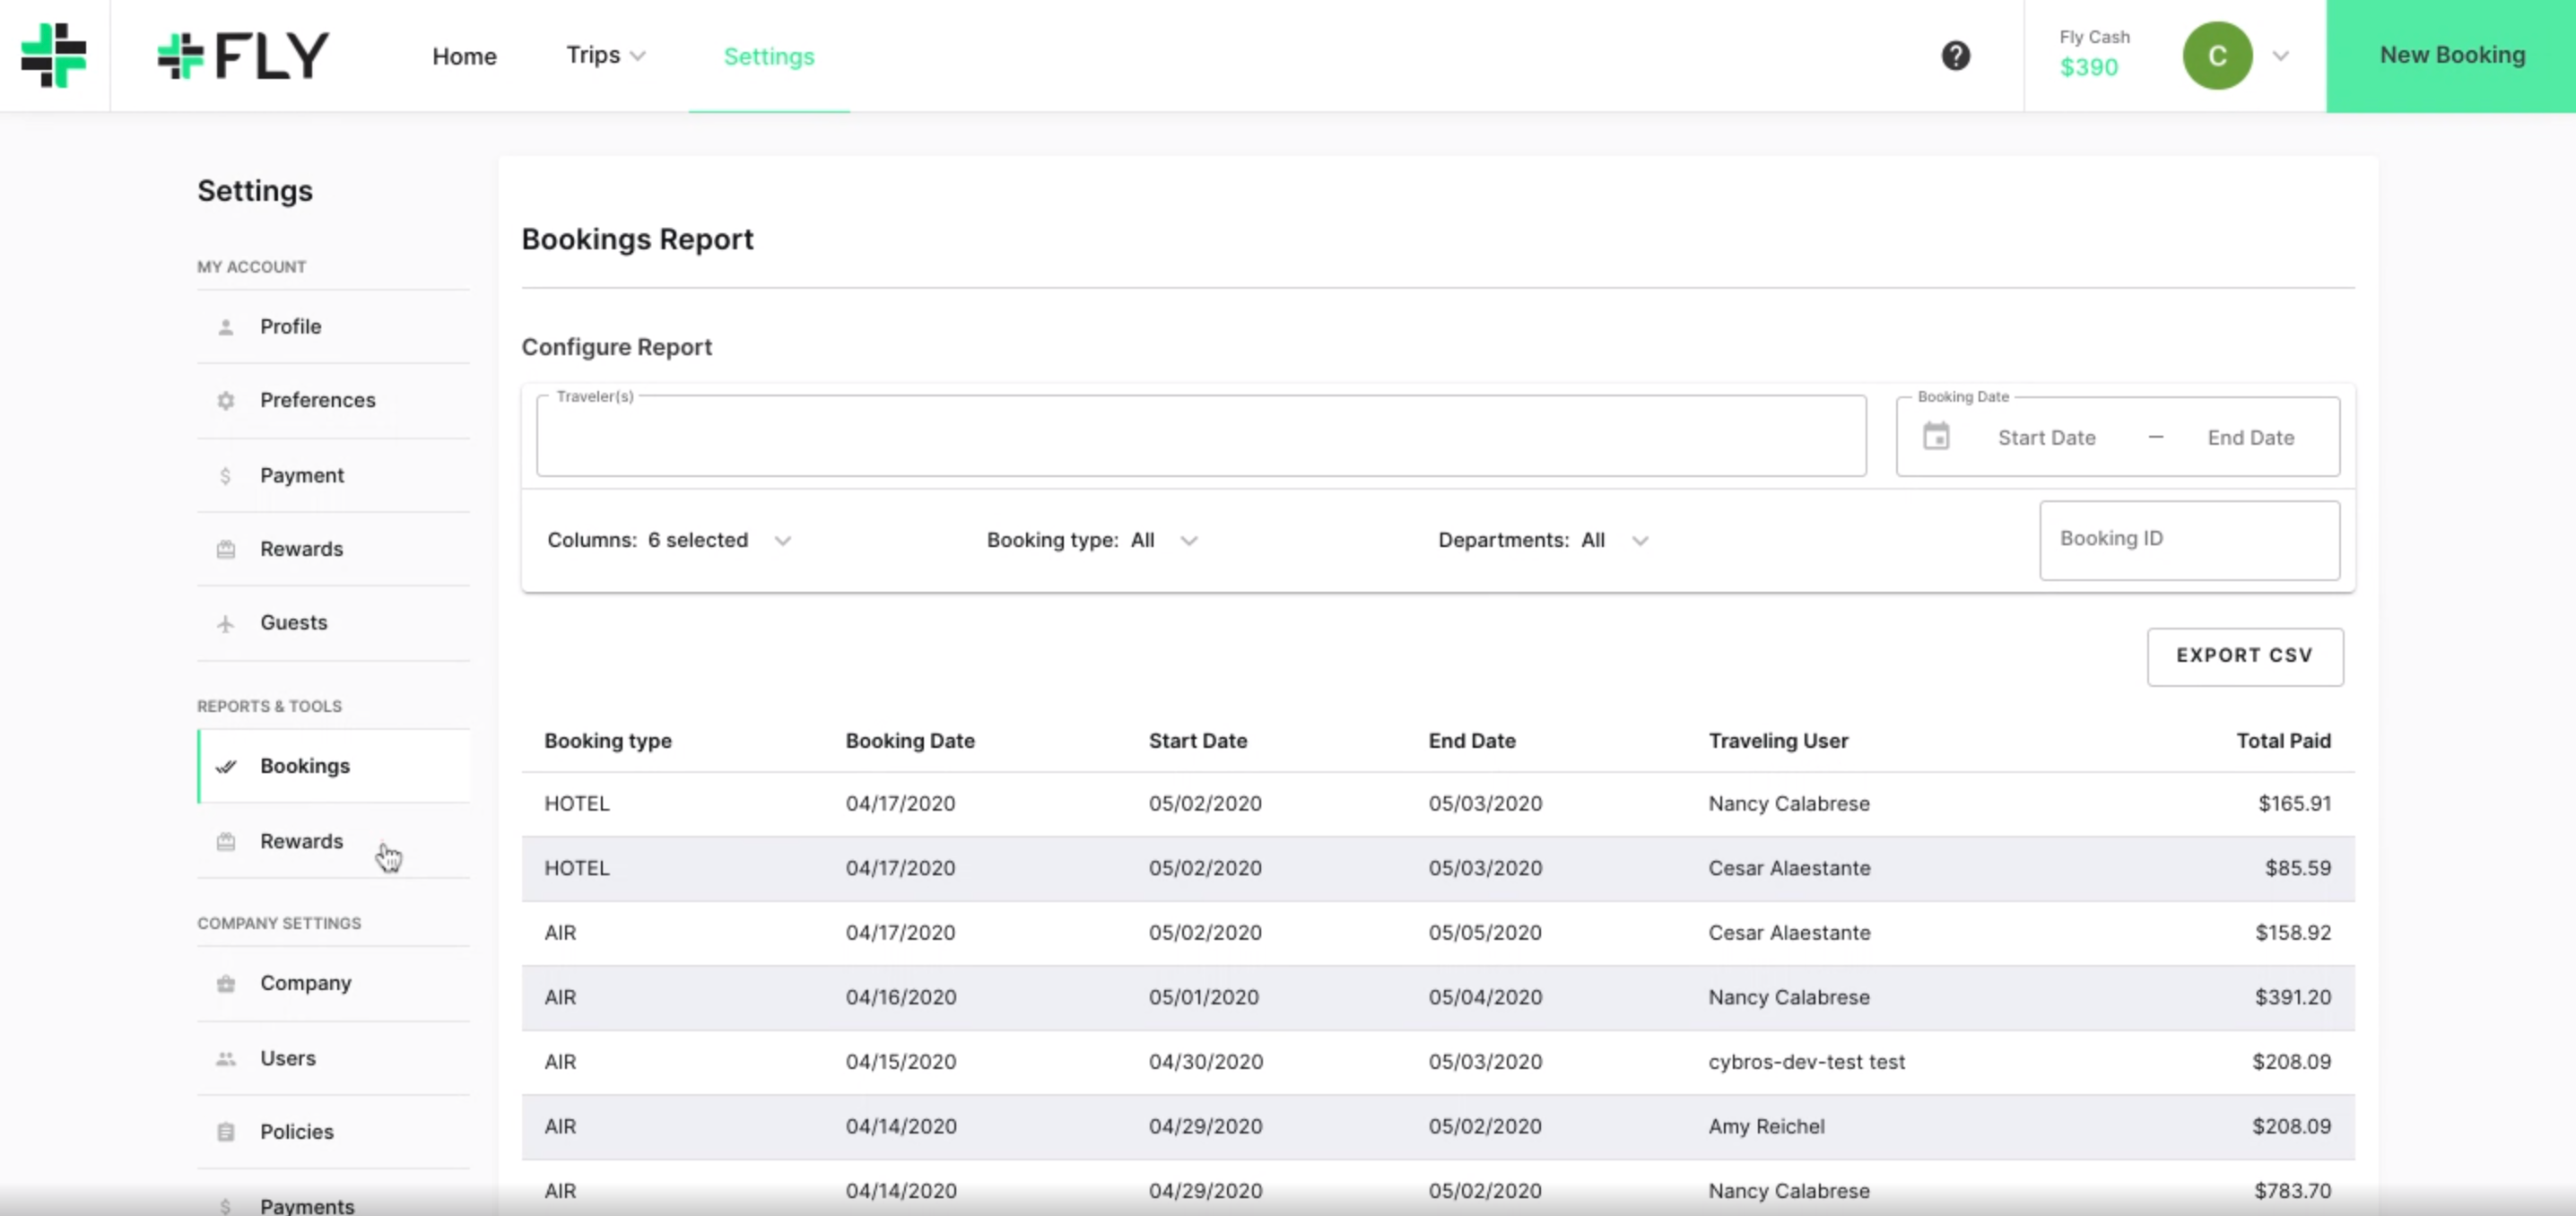 FLY
Home
Trips
Settings
?
Fly Cash
$390
C
New Booking
Settings
MY ACCOUNT
Profile
Preferences
$ Payment
Rewards
Guests
REPORTS & TOOLS
Bookings
Rewards
COMPANY SETTINGS
Company
Users
Policies
$ Payments
Bookings Report
Configure Report
Traveler(s)
Booking Date
Start Date – End Date
Columns: 6 selected
Booking type: All
Departments: All
Booking ID
EXPORT CSV
Booking type Booking Date Start Date End Date Traveling User Total Paid
HOTEL 04/17/2020 05/02/2020 05/03/2020 Nancy Calabrese $165.91
HOTEL 04/17/2020 05/02/2020 05/03/2020 Cesar Alaestante $85.59
AIR 04/17/2020 05/02/2020 05/05/2020 Cesar Alaestante $158.92
AIR 04/16/2020 05/01/2020 05/04/2020 Nancy Calabrese $391.20
AIR 04/15/2020 04/30/2020 05/03/2020 cybros-dev-test test $208.09
AIR 04/14/2020 04/29/2020 05/02/2020 Amy Reichel $208.09
AIR 04/14/2020 04/29/2020 05/02/2020 Nancy Calabrese $783.70